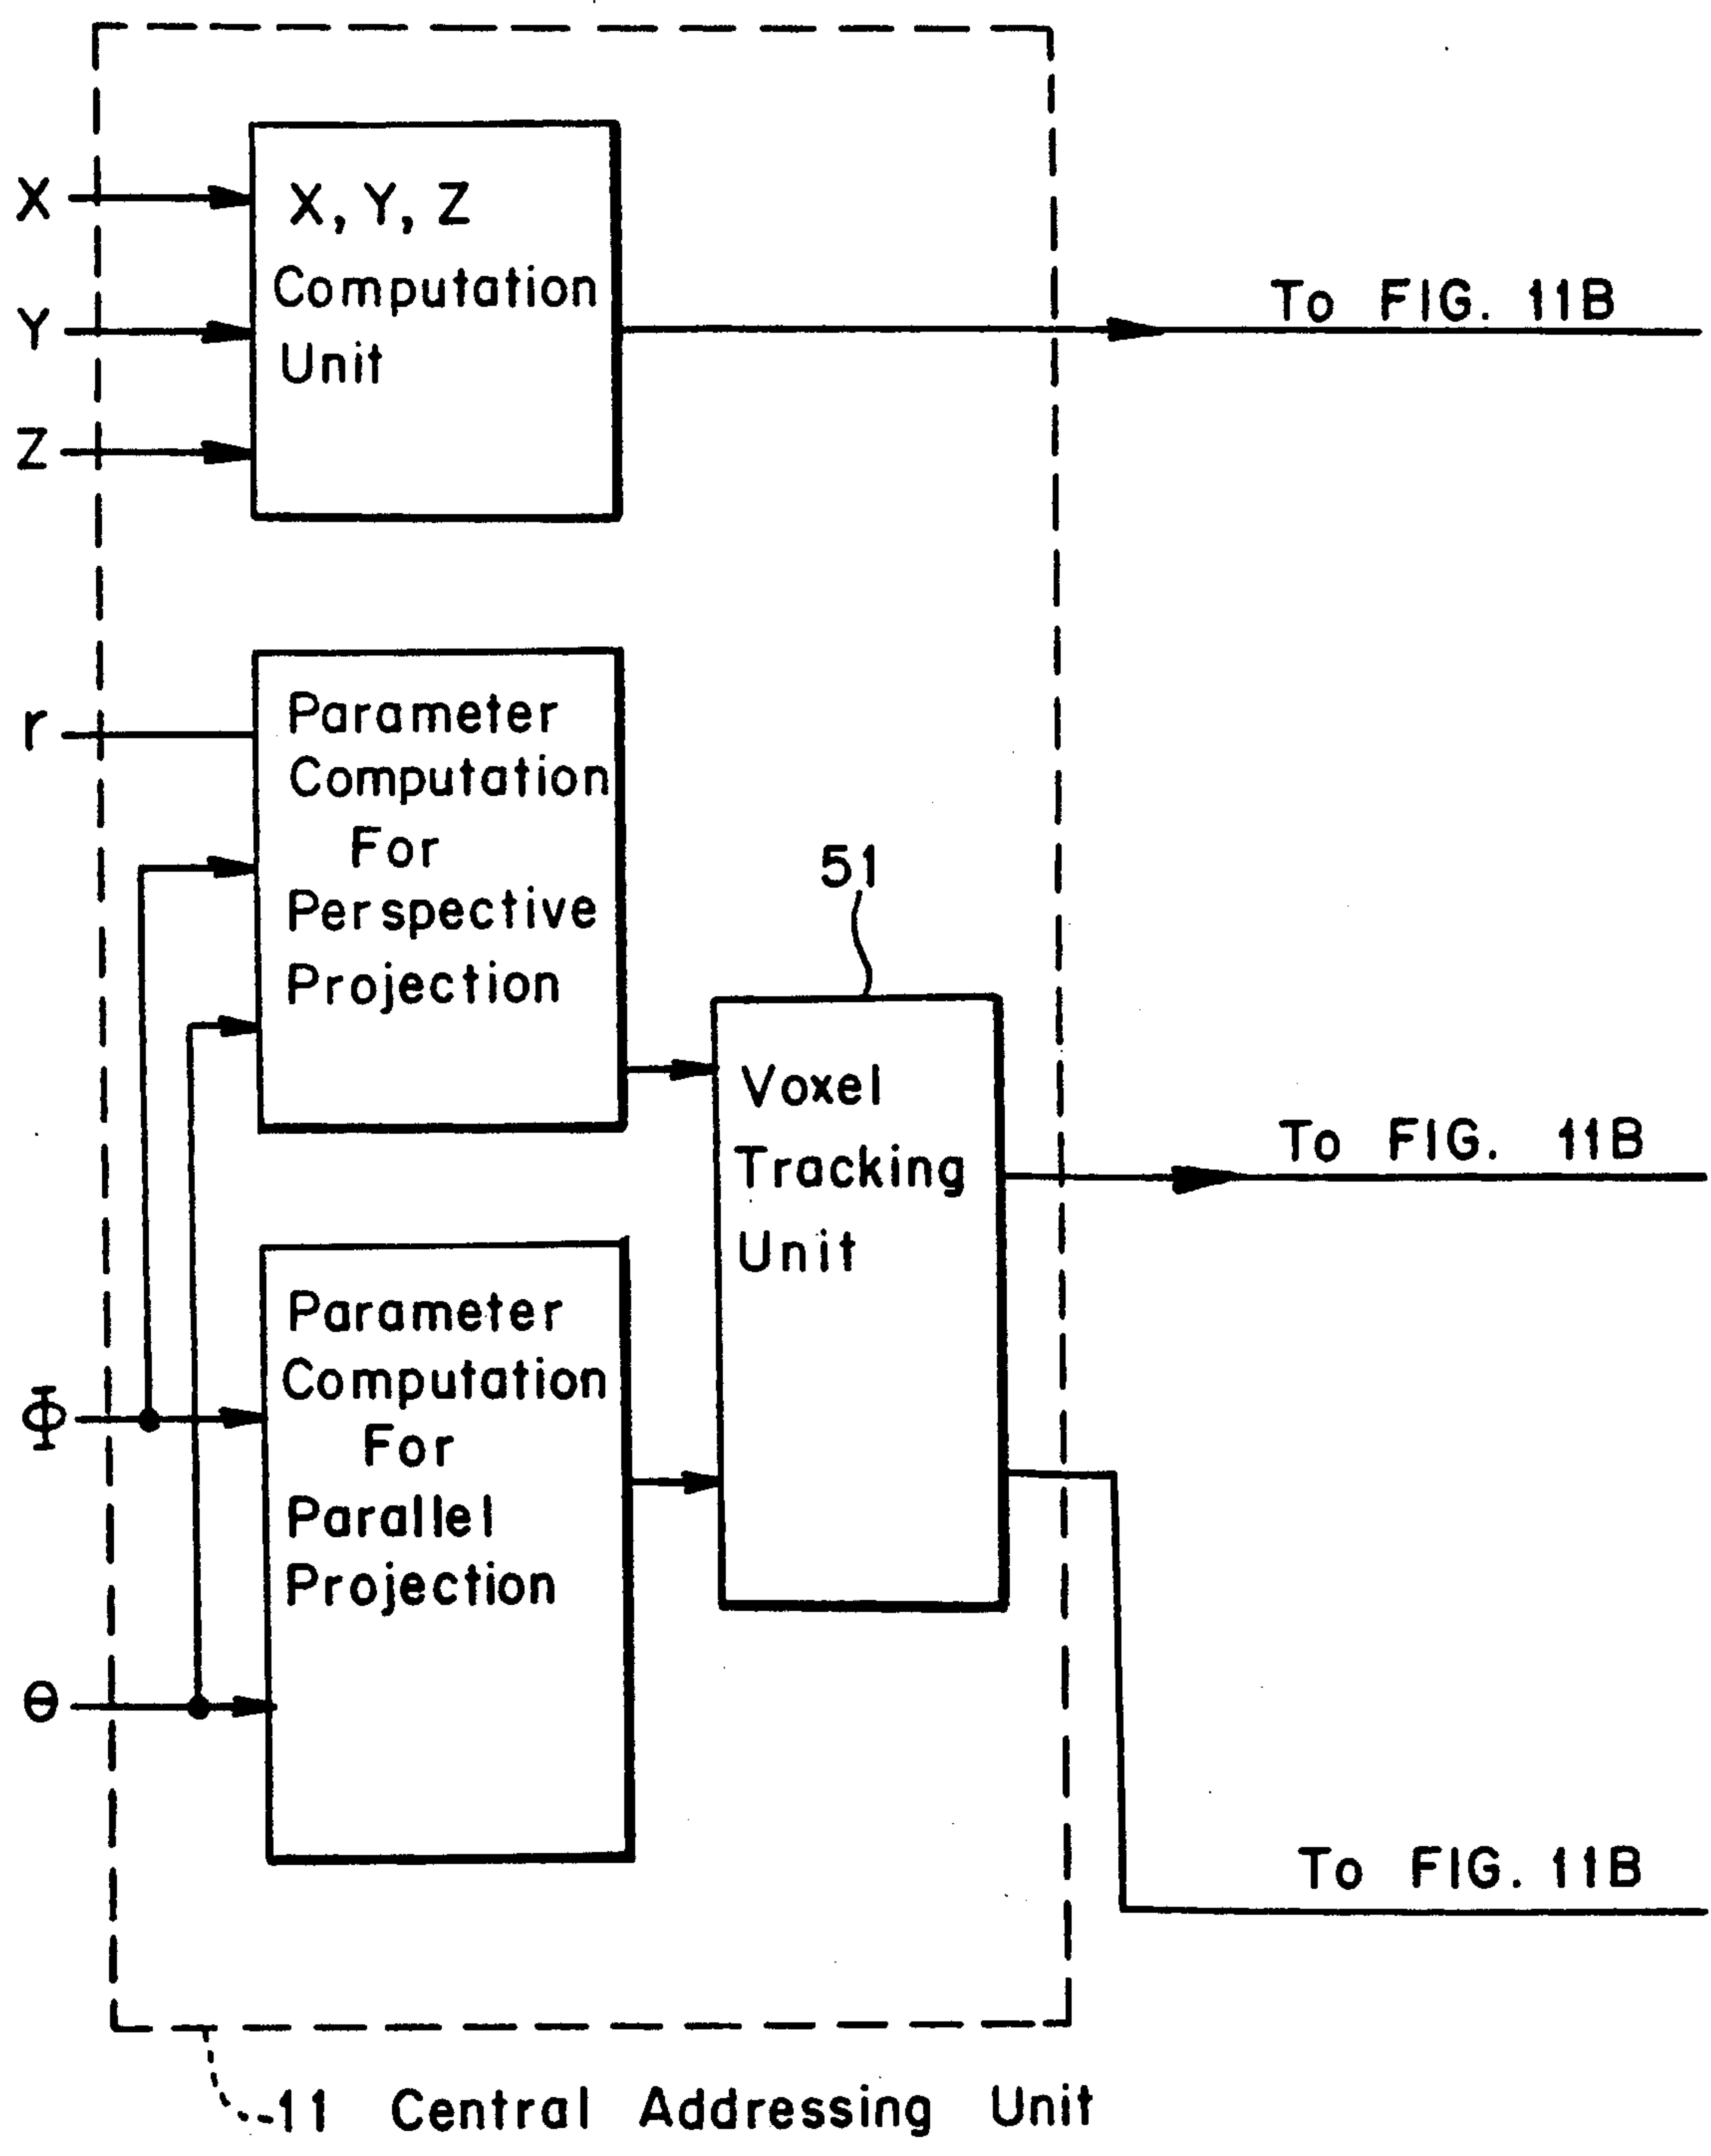 X
X, Y, Z
Computation
Unit
Y
Z
To FIG. 11B
r
Parameter
Computation
For
Perspective
Projection
51
Voxel
Tracking
Unit
To FIG. 11B
Φ
Parameter
Computation
For
Parallel
Projection
θ
To FIG. 11B
11 Central Addressing Unit